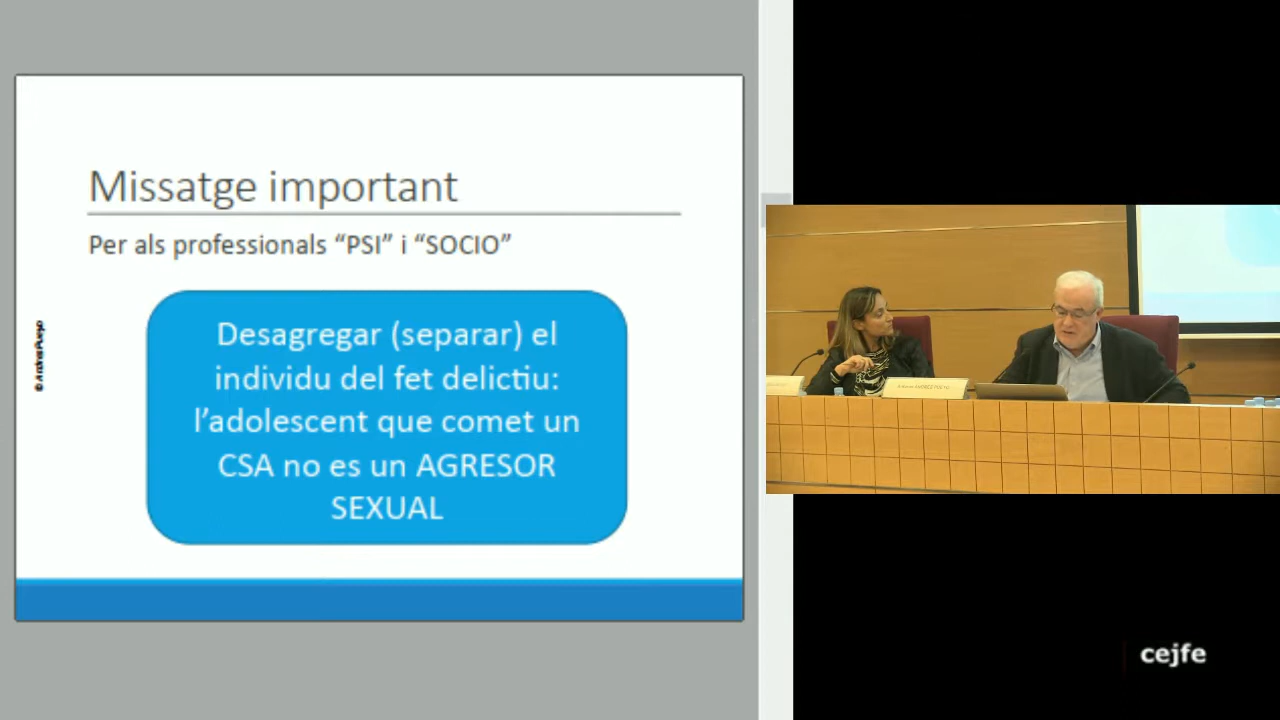 Missatge important
Per als professionals “PSI” i “SOCIO”
Desagregar (separar) el
individu del fet delictiu:
l’adolescent que comet un
CSA no es un AGRESOR
SEXUAL
cejfe